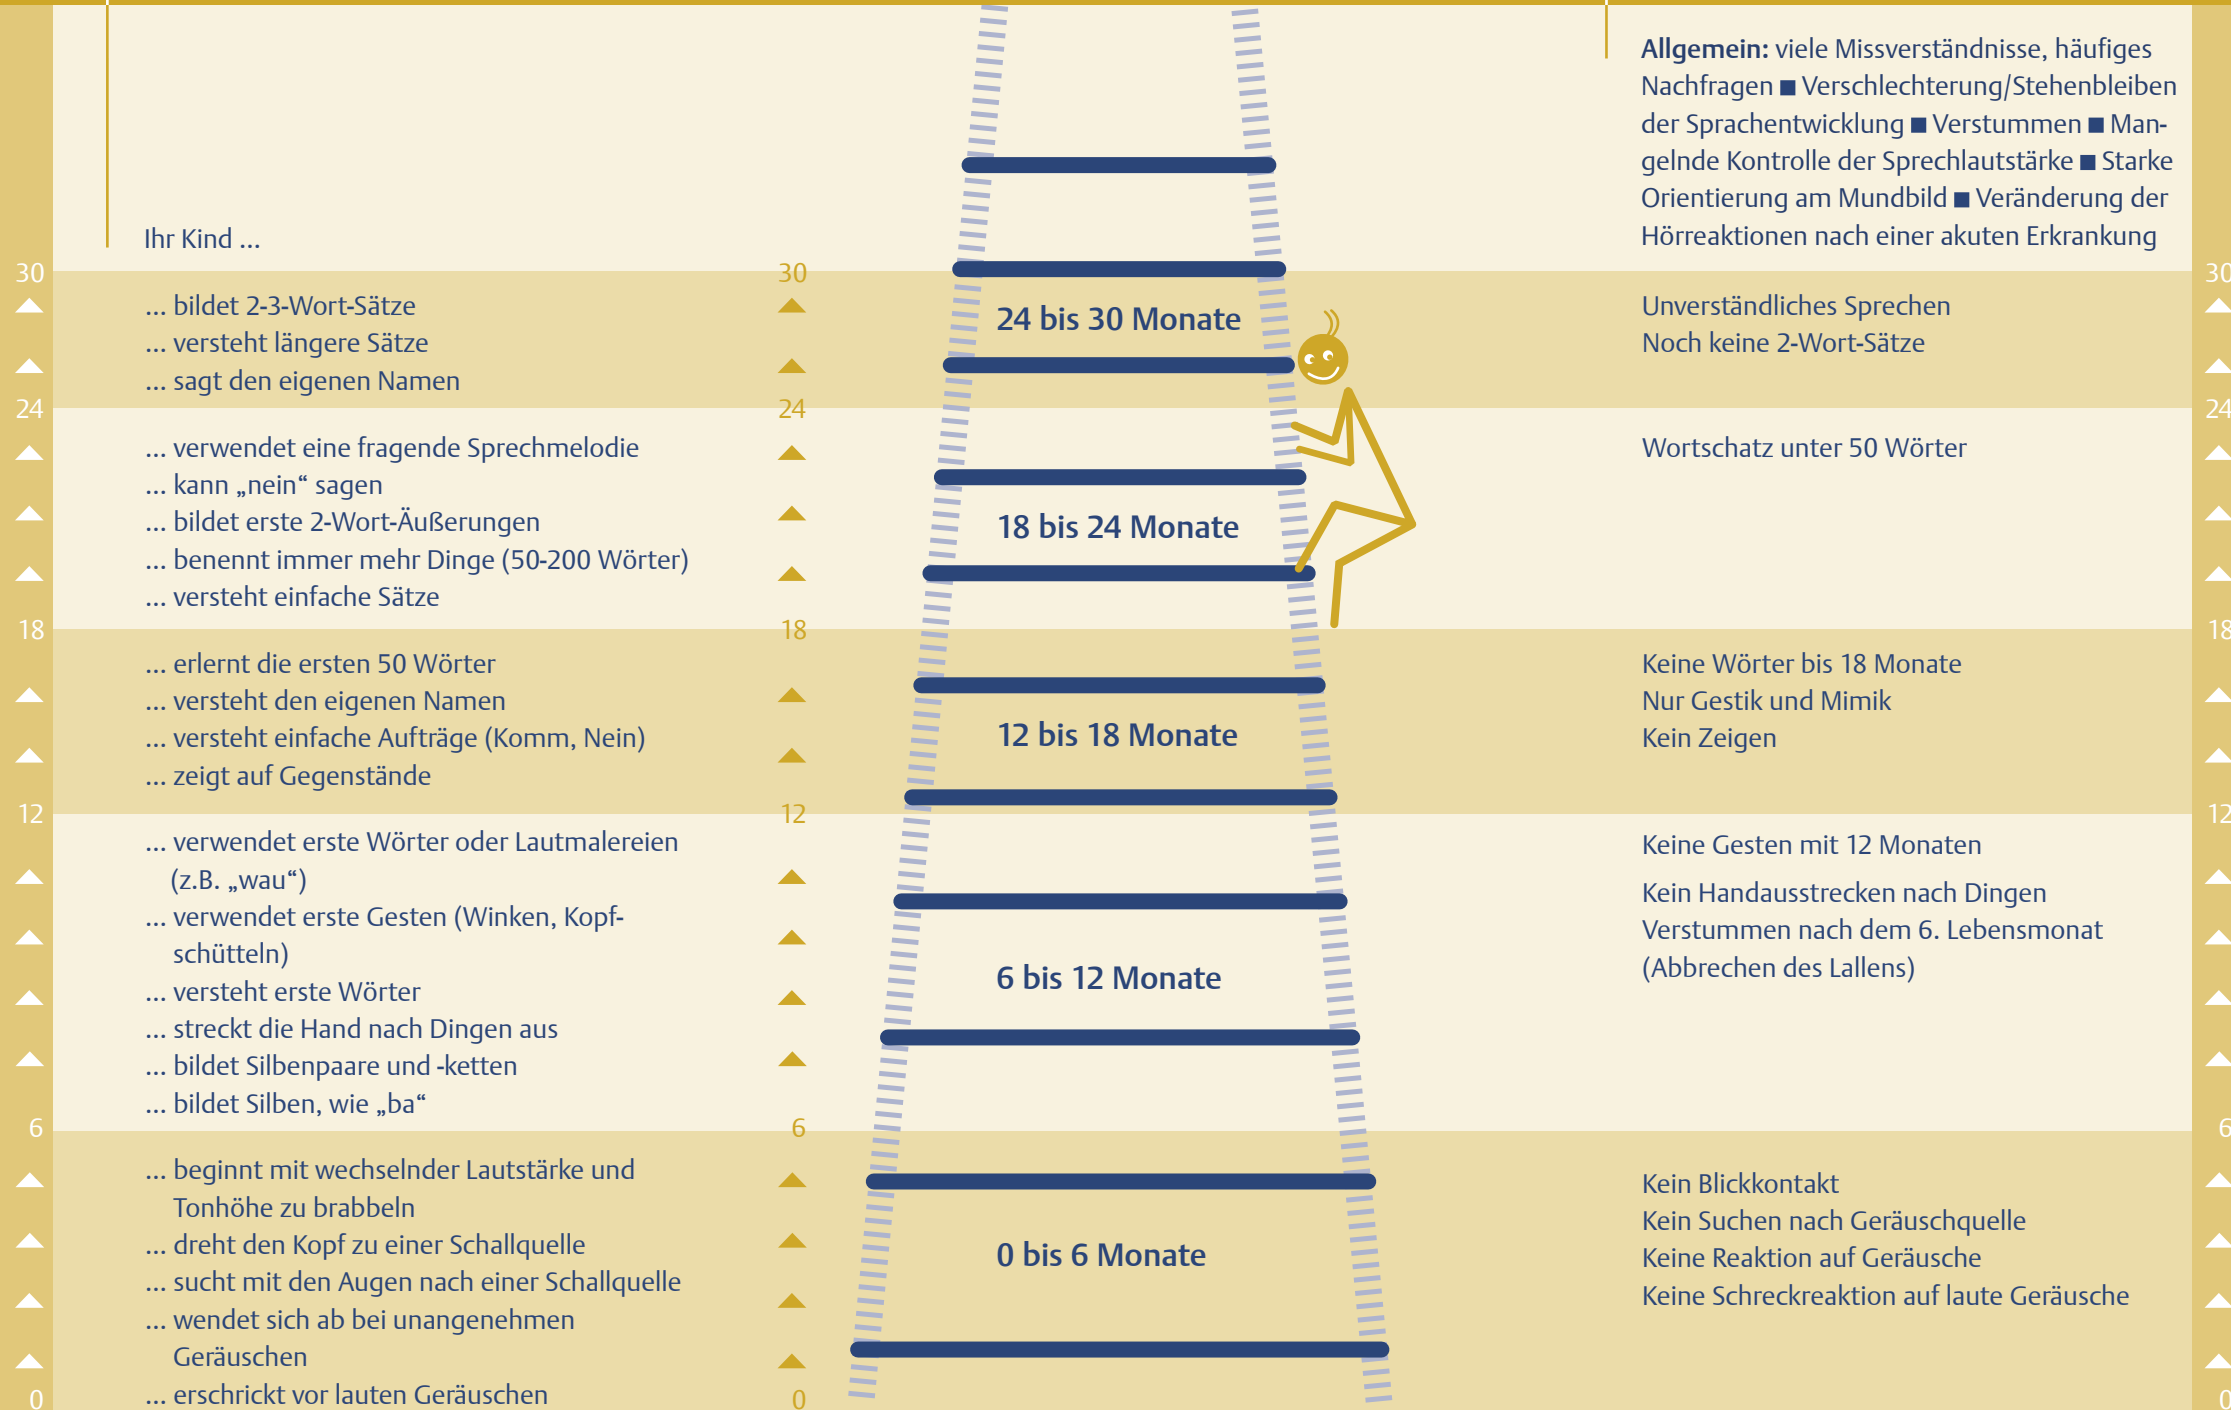 Allgemein: viele Missverständnisse, häufiges
Nachfragen ■ Verschlechterung/Stehenbleiben
der Sprachentwicklung ■ Verstummen ■ Man-
gelnde Kontrolle der Sprechlautstärke ■ Starke
Orientierung am Mundbild ■ Veränderung der
Hörreaktionen nach einer akuten Erkrankung
Ihr Kind ...
30 30 30
... bildet 2-3-Wort-Sätze
... versteht längere Sätze
... sagt den eigenen Namen
24 bis 30 Monate
Unverständliches Sprechen
Noch keine 2-Wort-Sätze
24 24 24
... verwendet eine fragende Sprechmelodie
... kann „nein“ sagen
... bildet erste 2-Wort-Äußerungen
... benennt immer mehr Dinge (50-200 Wörter)
... versteht einfache Sätze
18 bis 24 Monate
Wortschatz unter 50 Wörter
18 18 18
... erlernt die ersten 50 Wörter
... versteht den eigenen Namen
... versteht einfache Aufträge (Komm, Nein)
... zeigt auf Gegenstände
12 bis 18 Monate
Keine Wörter bis 18 Monate
Nur Gestik und Mimik
Kein Zeigen
12 12 12
... verwendet erste Wörter oder Lautmalereien
(z.B. „wau“)
... verwendet erste Gesten (Winken, Kopf-
schütteln)
... versteht erste Wörter
... streckt die Hand nach Dingen aus
... bildet Silbenpaare und -ketten
... bildet Silben, wie „ba“
6 bis 12 Monate
Keine Gesten mit 12 Monaten
Kein Handausstrecken nach Dingen
Verstummen nach dem 6. Lebensmonat
(Abbrechen des Lallens)
6 6 6
... beginnt mit wechselnder Lautstärke und
Tonhöhe zu brabbeln
... dreht den Kopf zu einer Schallquelle
... sucht mit den Augen nach einer Schallquelle
... wendet sich ab bei unangenehmen
Geräuschen
... erschrickt vor lauten Geräuschen
0 bis 6 Monate
Kein Blickkontakt
Kein Suchen nach Geräuschquelle
Keine Reaktion auf Geräusche
Keine Schreckreaktion auf laute Geräusche
0 0 0